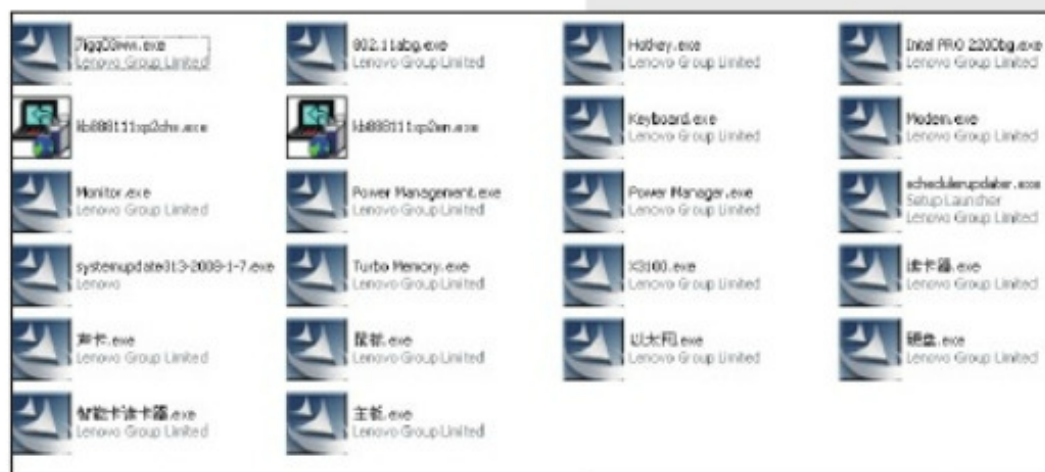 7igq03ww.exe
Lenovo Group Limited
802.11abg.exe
Lenovo Group Limited
Hotkey.exe
Lenovo Group Limited
Intel PRO 2200bg.exe
Lenovo Group Limited
kb888111xp2chs.exe
kb888111xp2en.exe
Keyboard.exe
Lenovo Group Limited
Modem.exe
Lenovo Group Limited
Monitor.exe
Lenovo Group Limited
Power Management.exe
Lenovo Group Limited
Power Manager.exe
Lenovo Group Limited
schedulerupdater.exe
Setup Launcher
Lenovo Group Limited
systemupdate313-2008-1-7.exe
Lenovo
Turbo Memory.exe
Lenovo Group Limited
X3100.exe
Lenovo Group Limited
读卡器.exe
Lenovo Group Limited
声卡.exe
Lenovo Group Limited
鼠标.exe
Lenovo Group Limited
以太网.exe
Lenovo Group Limited
硬盘.exe
Lenovo Group Limited
智能卡读卡器.exe
Lenovo Group Limited
主板.exe
Lenovo Group Limited